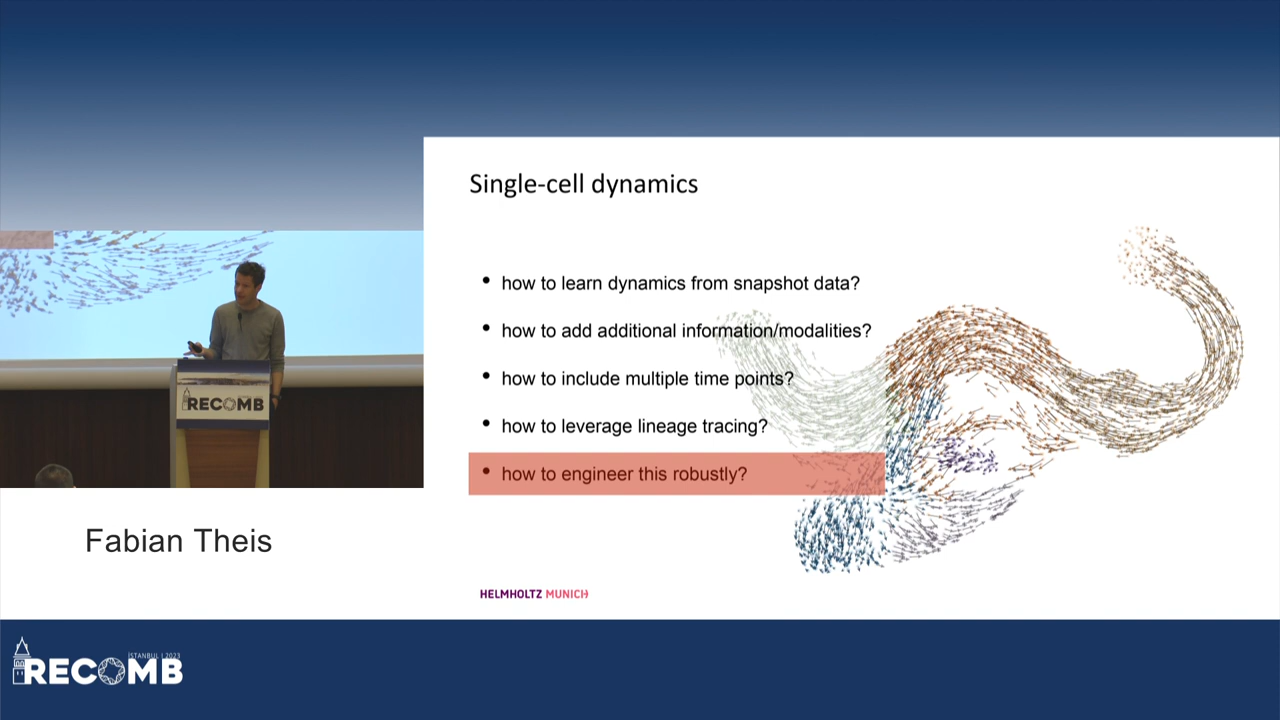 Single-cell dynamics
• how to learn dynamics from snapshot data?
• how to add additional information/modalities?
• how to include multiple time points?
• how to leverage lineage tracing?
• how to engineer this robustly?
HELMHOLTZ MUNICH
RECOMB
Fabian Theis
İSTANBUL | 2023
RECOMB